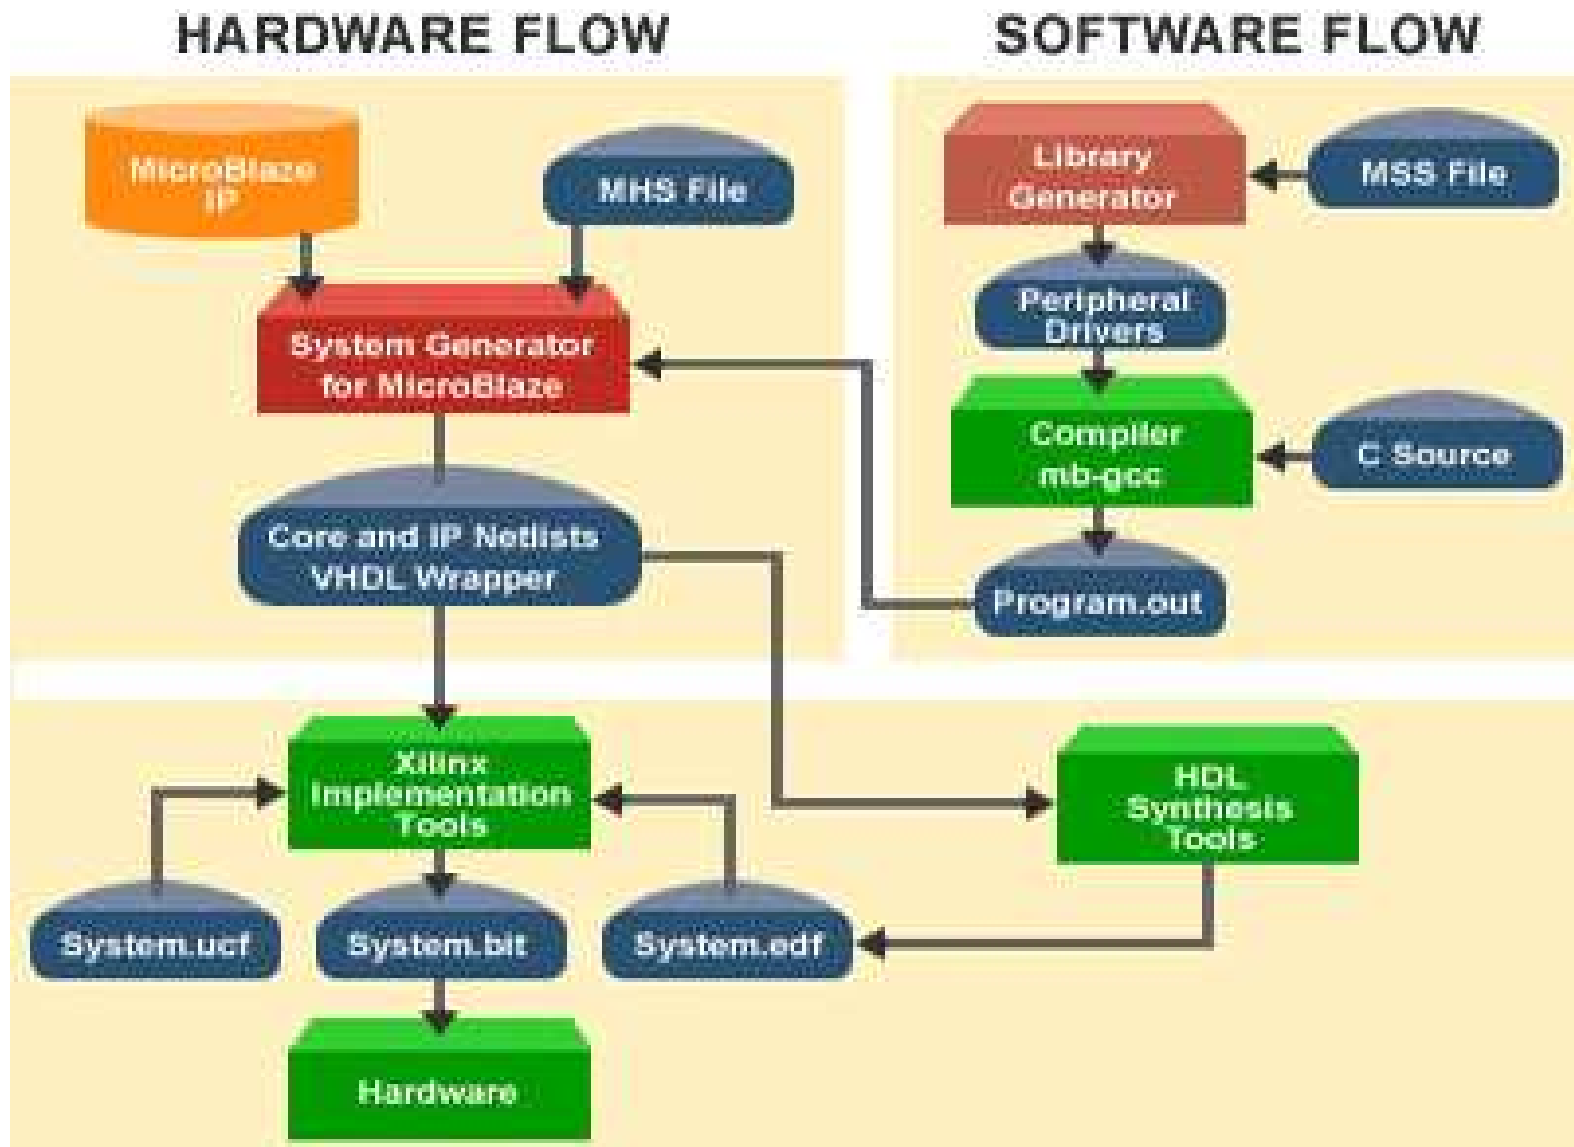 HARDWARE FLOW
SOFTWARE FLOW
MicroBlaze
IP
MHS File
System Generator
for MicroBlaze
Core and IP Netlists
VHDL Wrapper
Library
Generator
MSS File
Peripheral
Drivers
Compiler
mb-gcc
C Source
Program.out
Xilinx
Implementation
Tools
HDL
Synthesis
Tools
System.ucf
System.bit
System.edf
Hardware